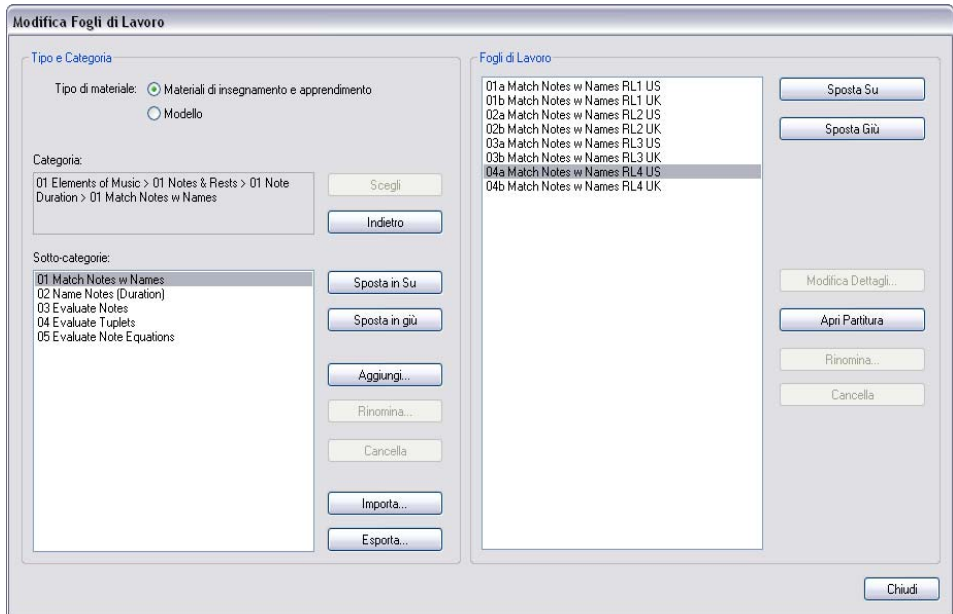 Modifica Fogli di Lavoro
Tipo e Categoria
Tipo di materiale:
Materiali di insegnamento e apprendimento
Modello
Categoria:
01 Elements of Music > 01 Notes & Rests > 01 Note
Duration > 01 Match Notes w Names
Scegli
Indietro
Sotto-categorie:
01 Match Notes w Names
02 Name Notes (Duration)
03 Evaluate Notes
04 Evaluate Tuplets
05 Evaluate Note Equations
Sposta in Su
Sposta in giù
Aggiungi...
Rinomina...
Cancella
Importa...
Esporta...
Fogli di Lavoro
01a Match Notes w Names RL1 US
01b Match Notes w Names RL1 UK
02a Match Notes w Names RL2 US
02b Match Notes w Names RL2 UK
03a Match Notes w Names RL3 US
03b Match Notes w Names RL3 UK
04a Match Notes w Names RL4 US
04b Match Notes w Names RL4 UK
Sposta Su
Sposta Giù
Modifica Dettagli...
Apri Partitura
Rinomina...
Cancella
Chiudi